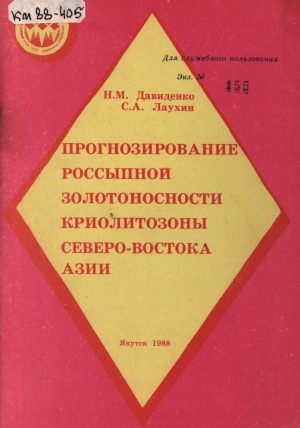 КМ 88-405
Для служебного пользования
Экз. №
Н.М. Давиденко
С.А. Лаухин
ПРОГНОЗИРОВАНИЕ
РОССЫПНОЙ
ЗОЛОТОНОСНОСТИ
КРИОЛИТОЗОНЫ
СЕВЕРО-ВОСТОКА
АЗИИ
Якутск 1988